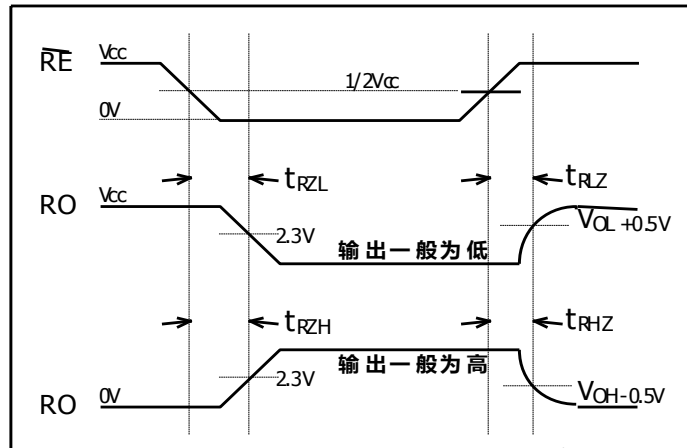 RE
Vcc
1/2Vcc
0V
tRZL
tRLZ
RO
Vcc
2.3V
输出一般为低
VOL+0.5V
tRZH
tRHZ
2.3V
输出一般为高
RO
0V
VOH-0.5V